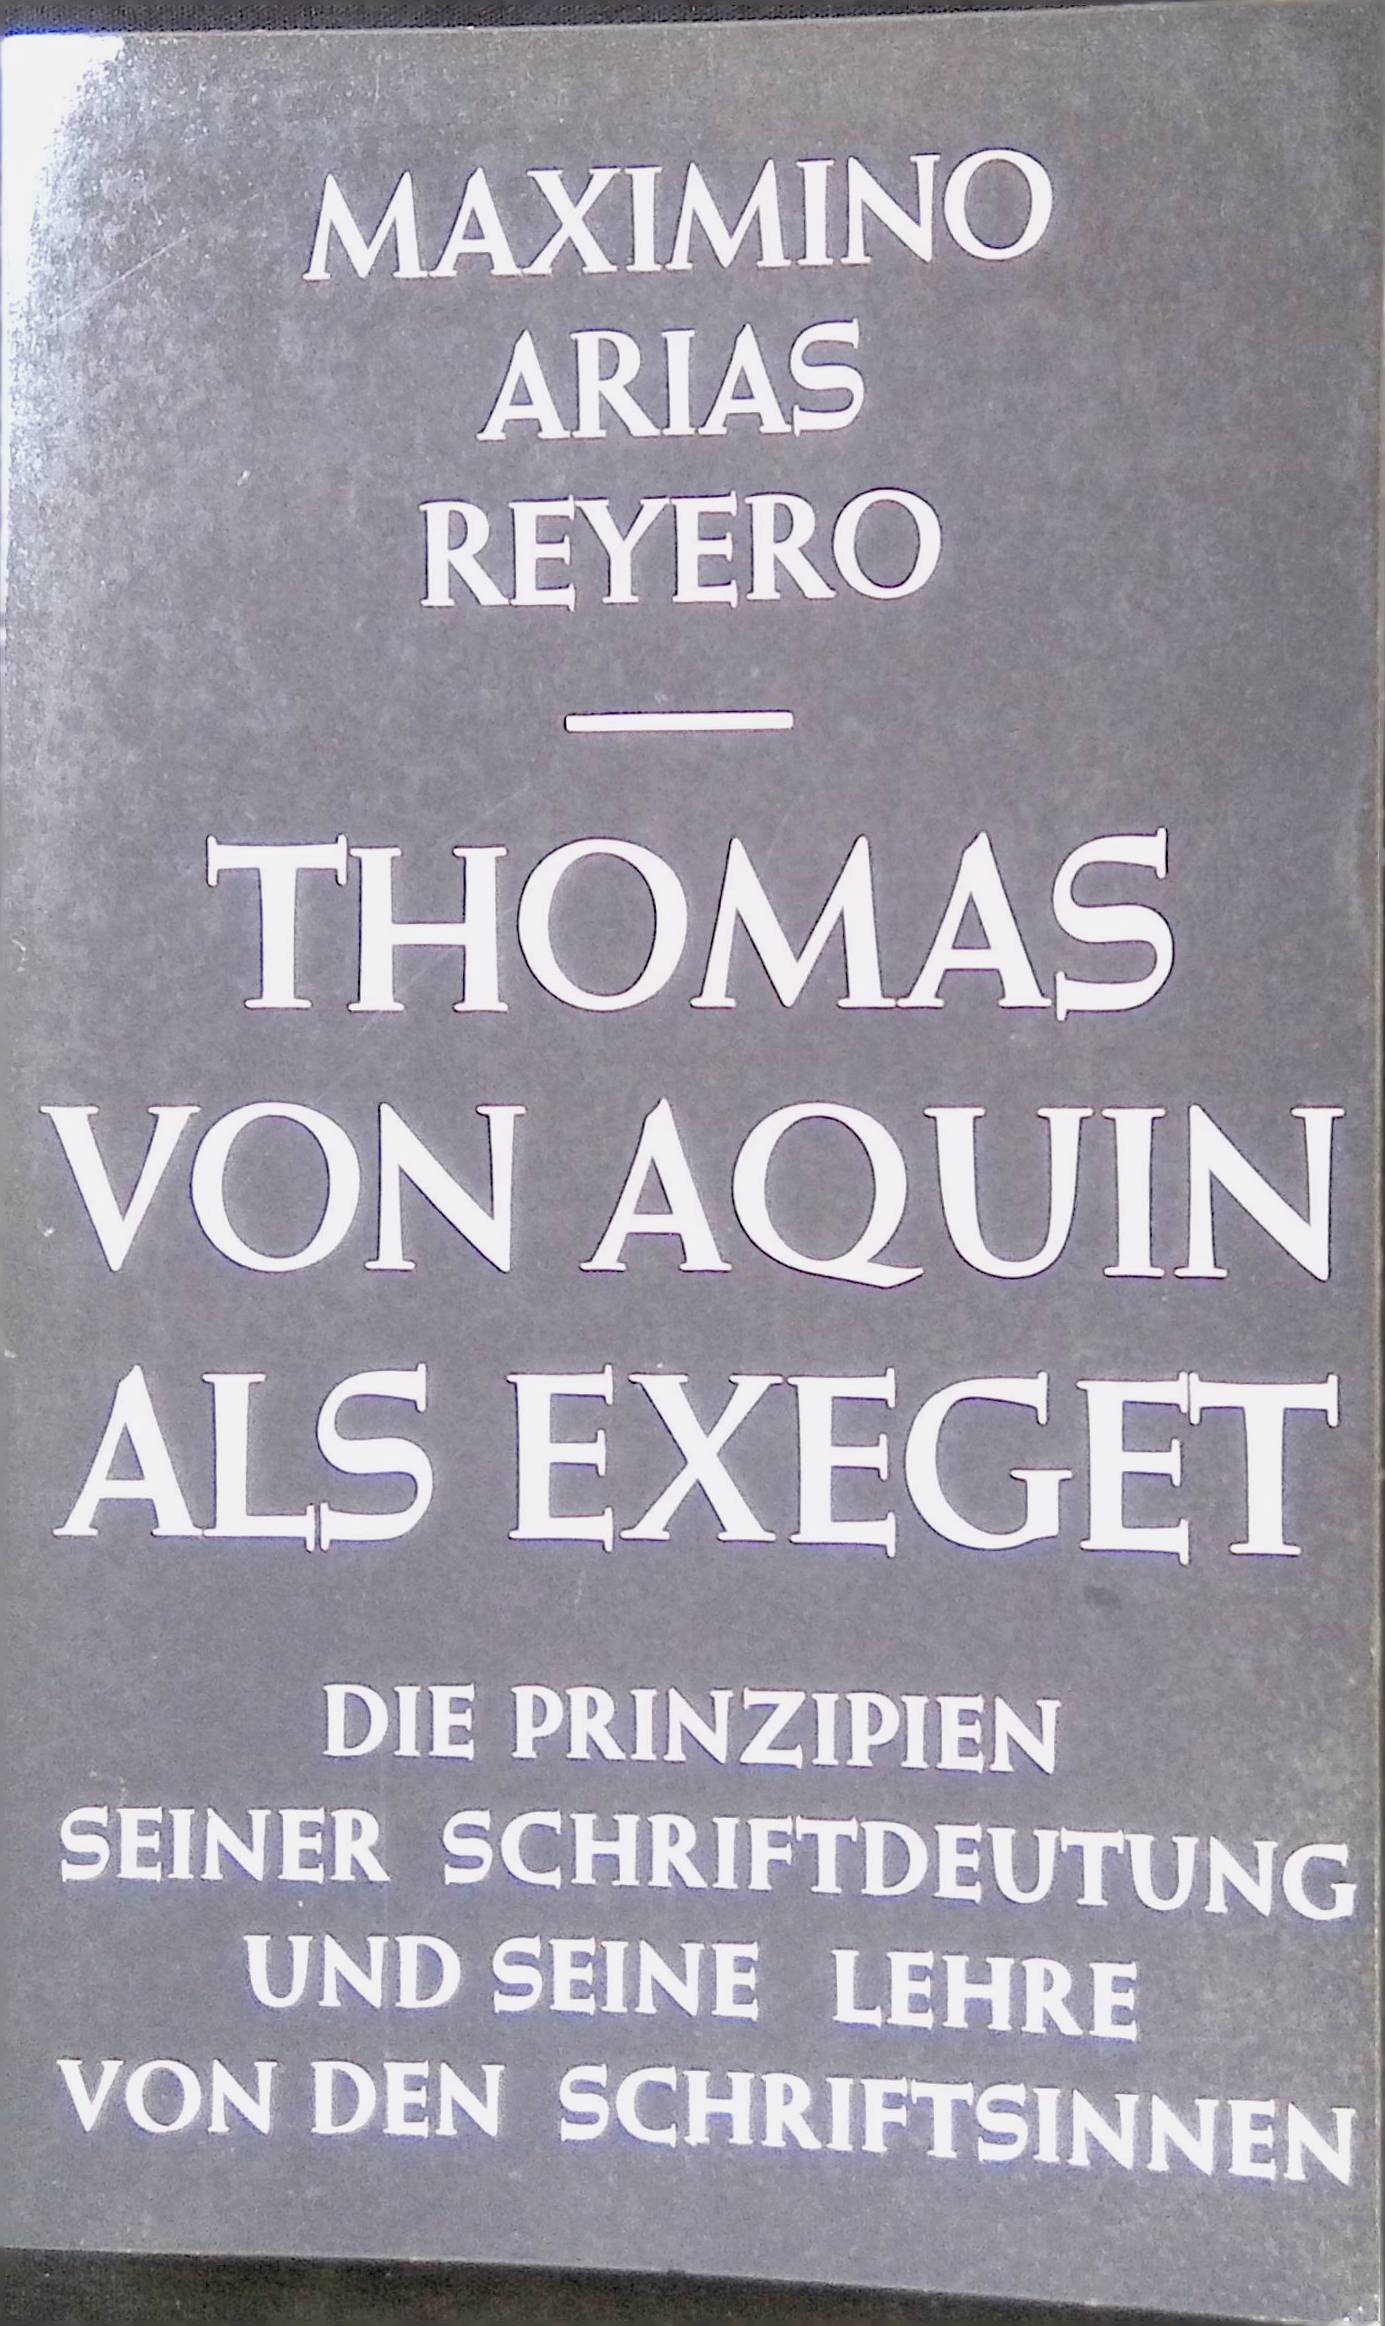 MAXIMINO
ARIAS
REYERO
THOMAS
VON AQUIN
ALS EXEGET
DIE PRINZIPIEN
SEINER SCHRIFTDEUTUNG
UND SEINE LEHRE
VON DEN SCHRIFTSINNEN